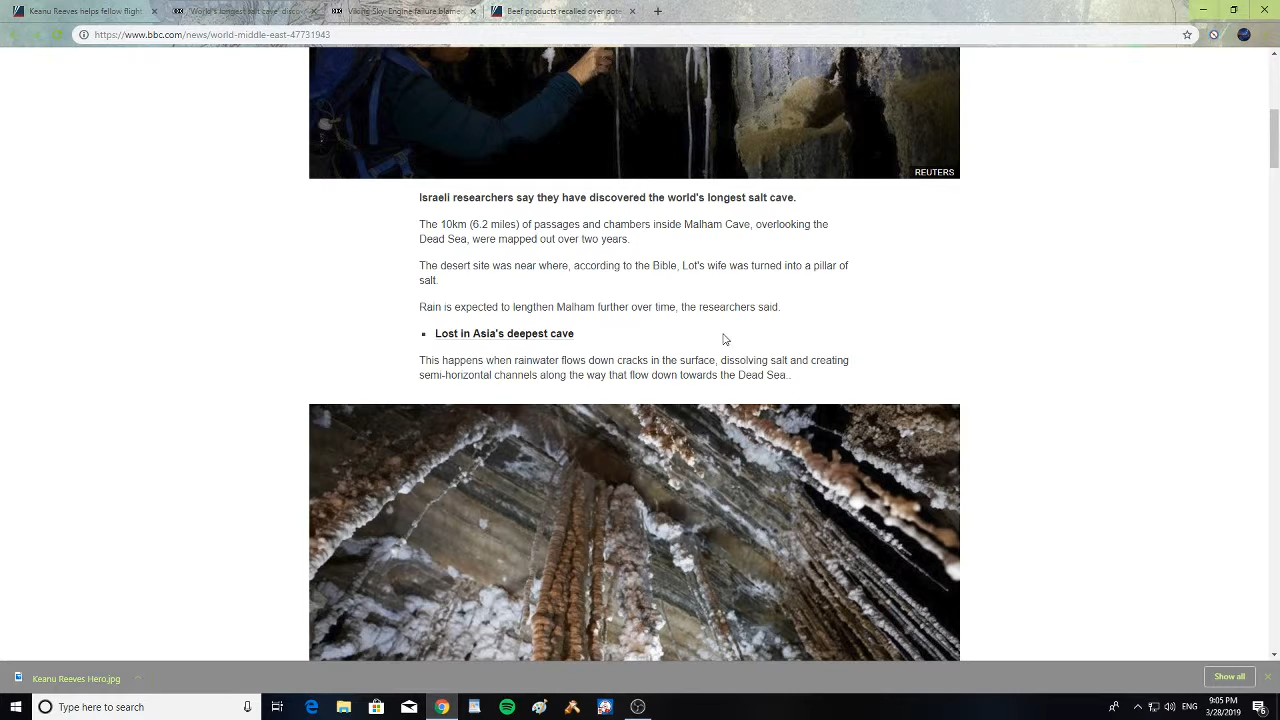 Keanu Reeves helps fellow flight
'World's longest salt cave' disco
Viking Sky: Engine failure blame
Beef products recalled over pote
https://www.bbc.com/news/world-middle-east-47731943
REUTERS
Israeli researchers say they have discovered the world's longest salt cave.
The 10km (6.2 miles) of passages and chambers inside Malham Cave, overlooking the
Dead Sea, were mapped out over two years.
The desert site was near where, according to the Bible, Lot's wife was turned into a pillar of
salt.
Rain is expected to lengthen Malham further over time, the researchers said.
Lost in Asia's deepest cave
This happens when rainwater flows down cracks in the surface, dissolving salt and creating
semi-horizontal channels along the way that flow down towards the Dead Sea..
Keanu Reeves Hero.jpg
Show all
Type here to search
ENG
9:05 PM
3/28/2019